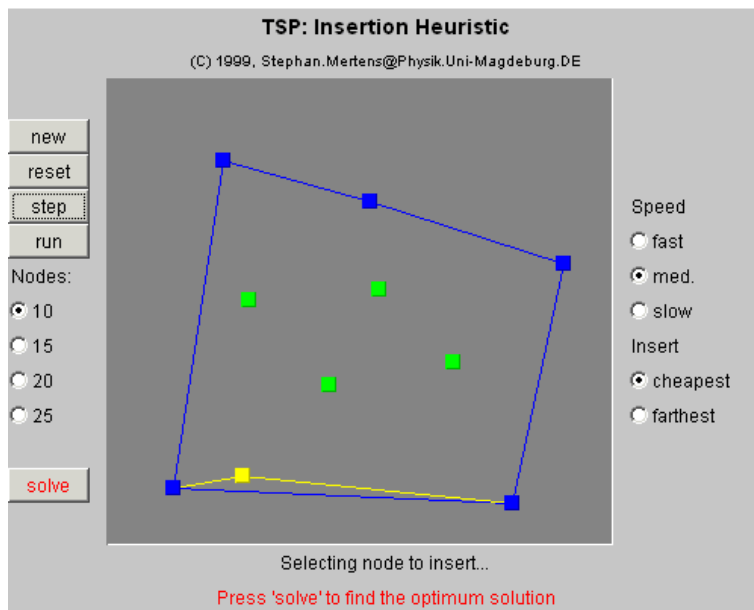 TSP: Insertion Heuristic
(C) 1999, Stephan.Mertens@Physik.Uni-Magdeburg.DE
new
reset
step
run
Nodes:
10
15
20
25
solve
Speed
fast
med.
slow
Insert
cheapest
farthest
Selecting node to insert...
Press 'solve' to find the optimum solution